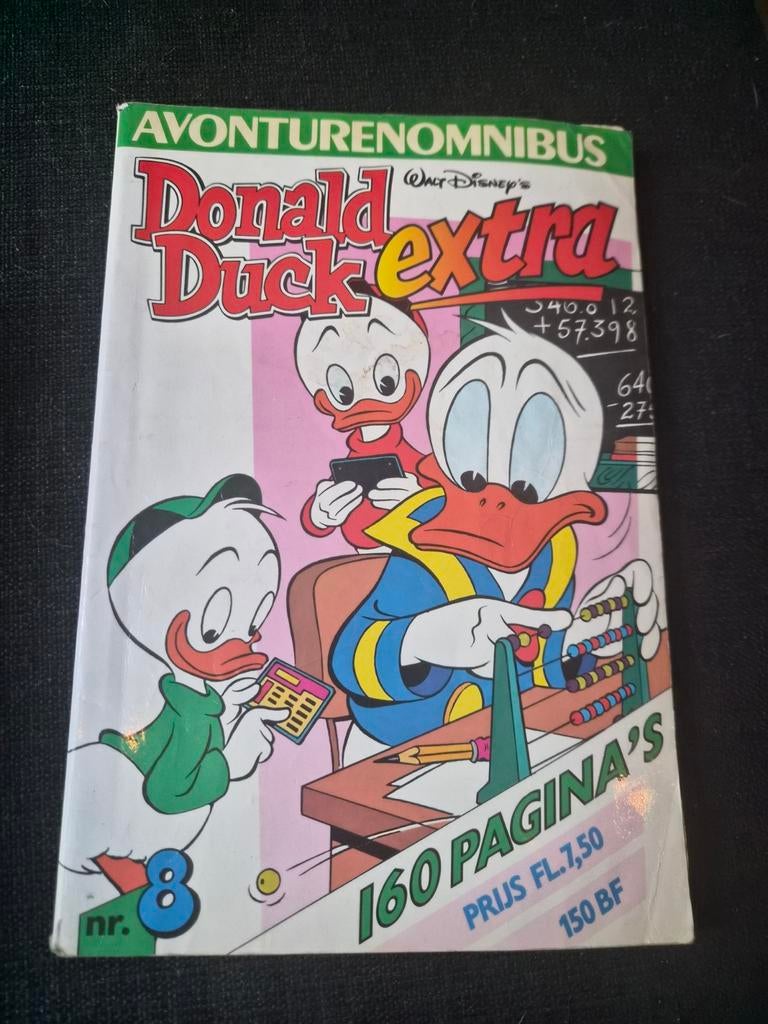 AVONTURENOMNIBUS
WALT DISNEY'S
Donald
Duck extra
+57.398
160 PAGINA'S
PRIJS FL.7,50
150 BF
nr. 8